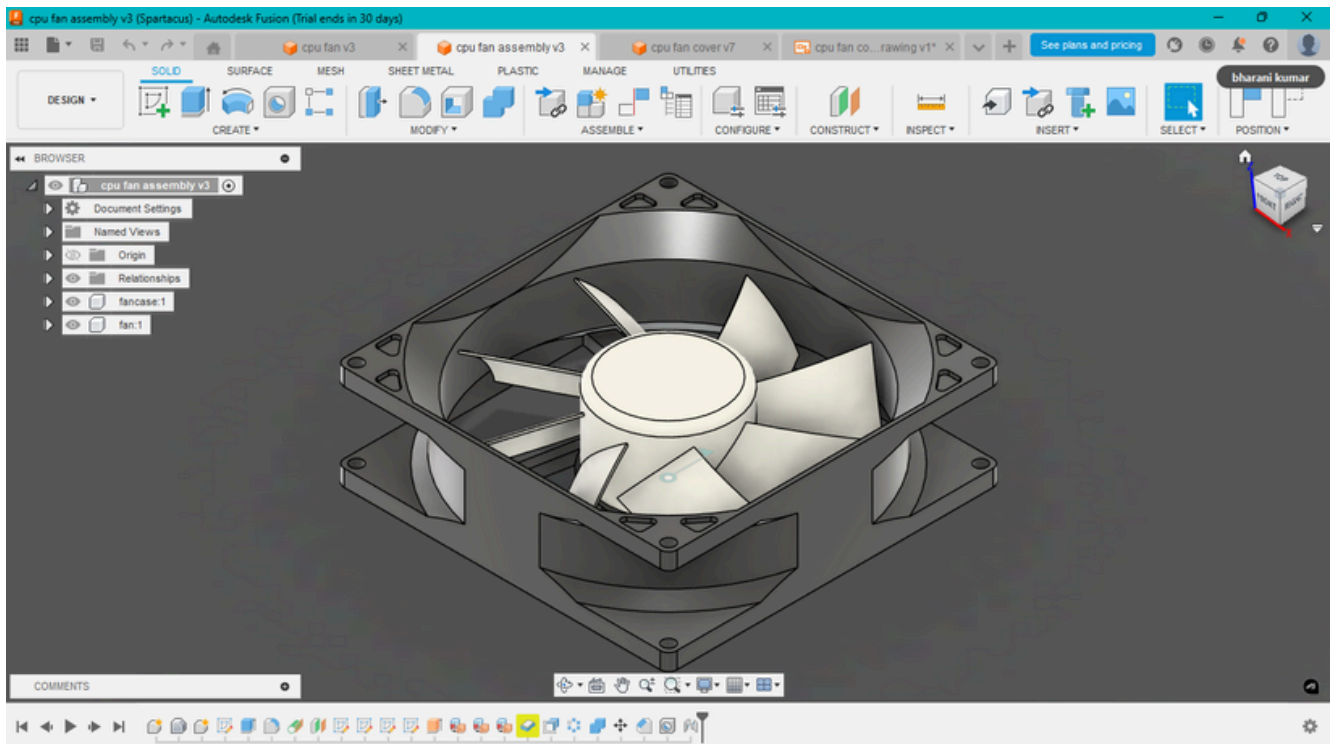 cpu fan assembly v3 (Spartacus) - Autodesk Fusion (Trial ends in 30 days)
cpu fan v3
cpu fan assembly v3
cpu fan cover v7
cpu fan co...rawing v1*
See plans and pricing
SOLID SURFACE MESH SHEET METAL PLASTIC MANAGE UTILITIES
bharani kumar
DESIGN
CREATE MODIFY ASSEMBLE CONFIGURE CONSTRUCT INSPECT INSERT SELECT POSITION
BROWSER
cpu fan assembly v3
Document Settings
Named Views
Origin
Relationships
fancase:1
fan:1
TOP
FRONT RIGHT
COMMENTS